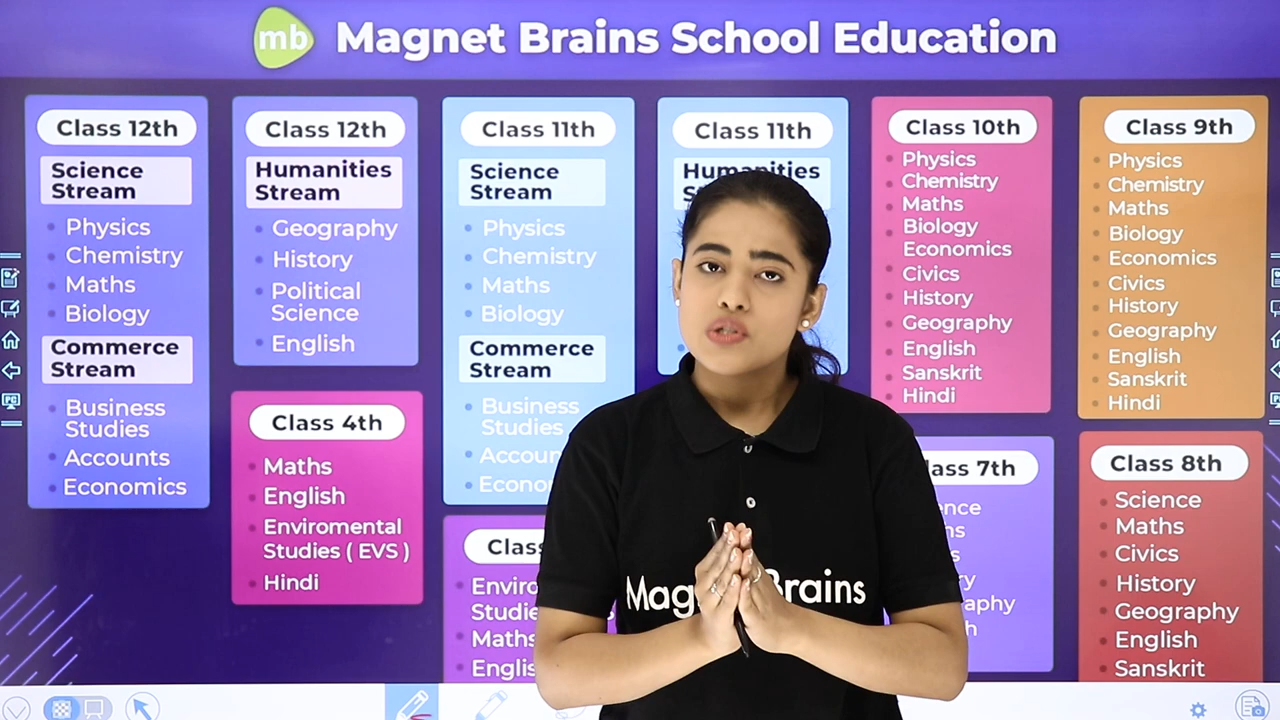 mb
Magnet Brains School Education
Class 12th
Science
Stream
Physics
Chemistry
Maths
Biology
Commerce
Stream
Business
Studies
Accounts
Economics
Class 12th
Humanities
Stream
Geography
History
Political
Science
English
Class 4th
Maths
English
Enviromental
Studies ( EVS )
Hindi
Class 11th
Science
Stream
Physics
Chemistry
Maths
Biology
Commerce
Stream
Business
Studies
Class 11th
Humanities
Class 10th
Physics
Chemistry
Maths
Biology
Economics
Civics
History
Geography
English
Sanskrit
Hindi
Class 9th
Physics
Chemistry
Maths
Biology
Economics
Civics
History
Geography
English
Sanskrit
Hindi
Maths
7th
Class 8th
Science
Maths
Civics
History
Geography
English
Sanskrit
Brains